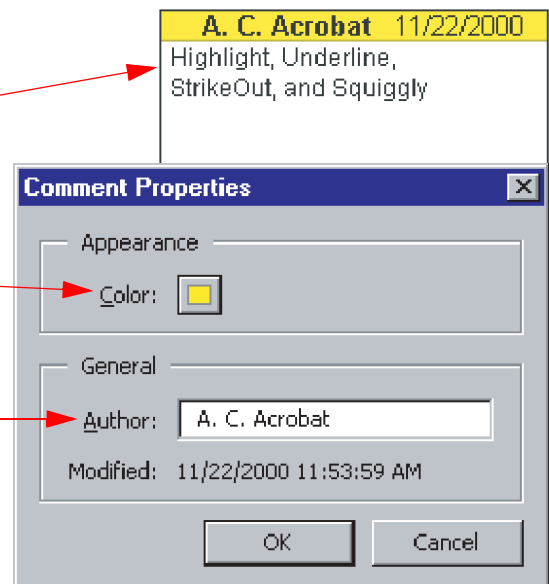 A. C. Acrobat 11/22/2000
Highlight, Underline,
StrikeOut, and Squiggly
Comment Properties
Appearance
Color:
General
Author: A. C. Acrobat
Modified: 11/22/2000 11:53:59 AM
OK Cancel